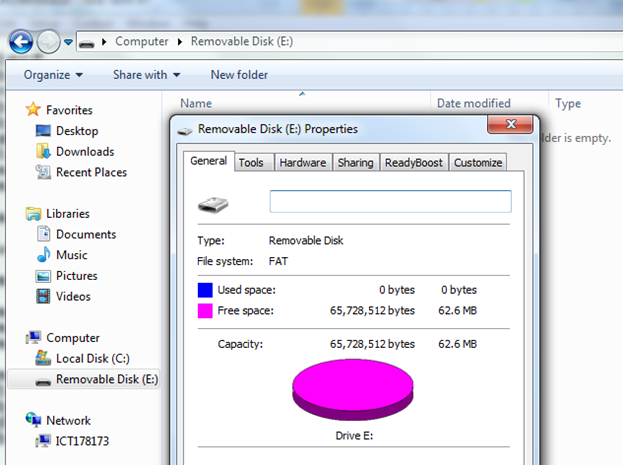 Computer ▸ Removable Disk (E:)
Organize Share with New folder
Name Date modified Type
older is empty.
Favorites
Desktop
Downloads
Recent Places
Libraries
Documents
Music
Pictures
Videos
Computer
Local Disk (C:)
Removable Disk (E:)
Network
ICT178173
Removable Disk (E:) Properties
General Tools Hardware Sharing ReadyBoost Customize
Type: Removable Disk
File system: FAT
Used space: 0 bytes 0 bytes
Free space: 65,728,512 bytes 62.6 MB
Capacity: 65,728,512 bytes 62.6 MB
Drive E: